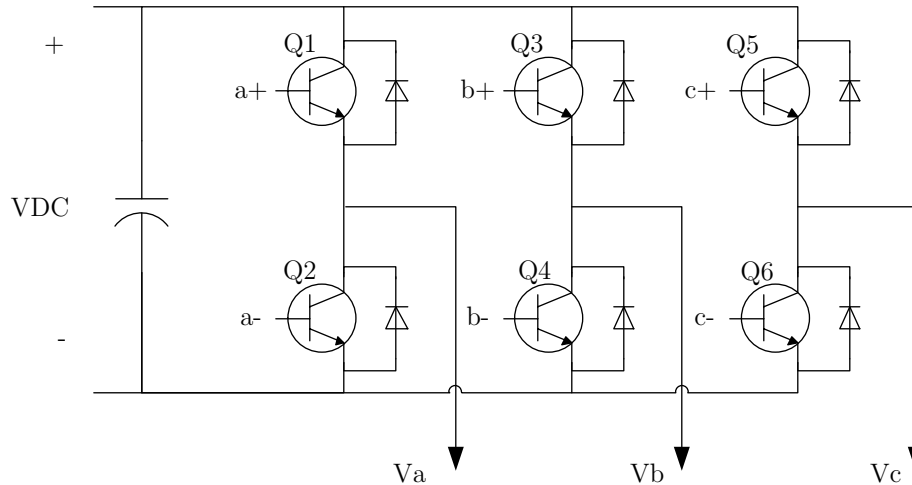 +
Q1
Q3
Q5
a+
b+
c+
VDC
Q2
Q4
Q6
a-
b-
c-
-
Va
Vb
Vc